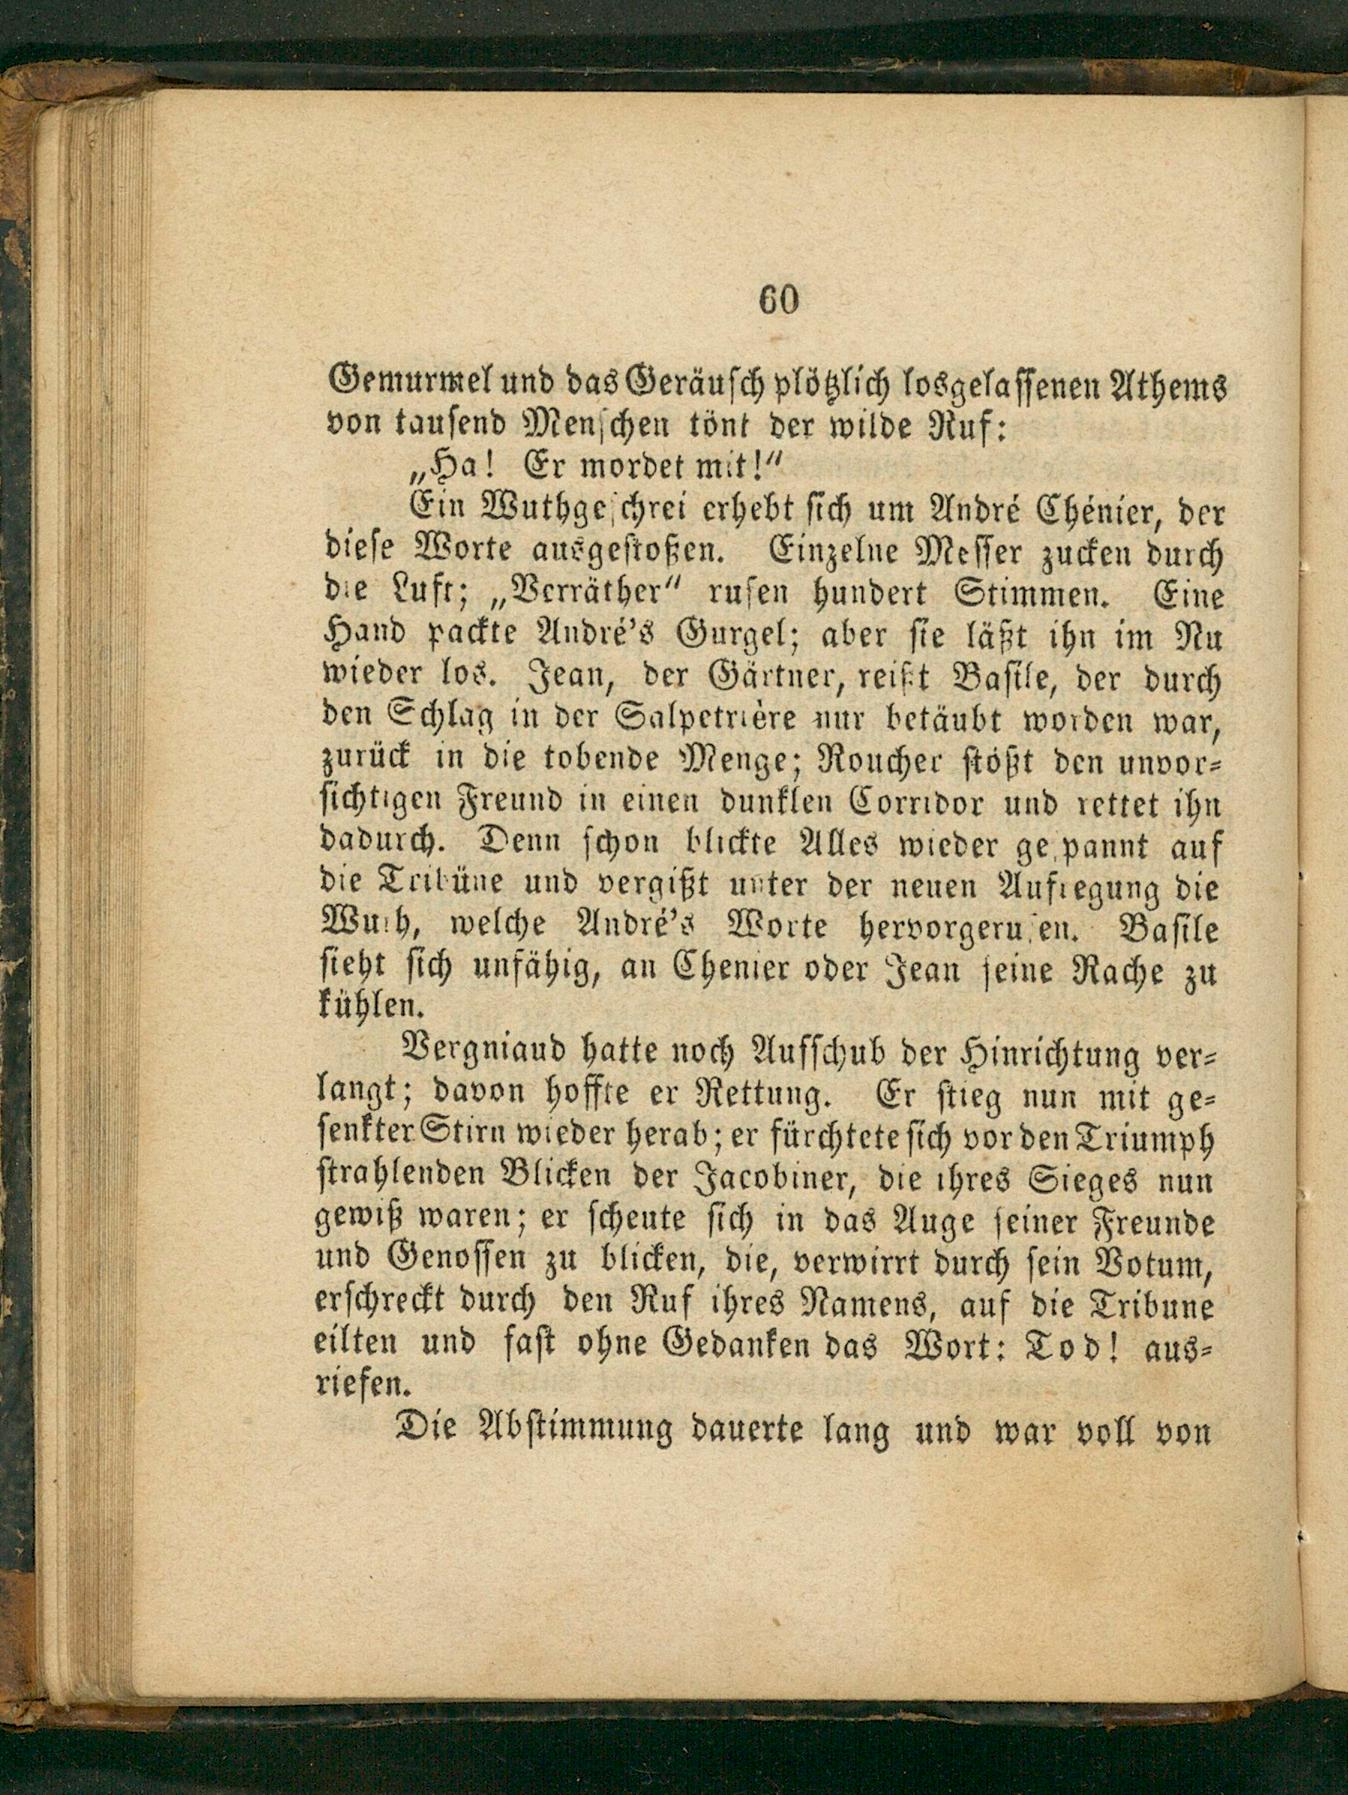 60
Gemurmel und das Geräusch plötzlich losgelassenen Athems
von tausend Menschen tönt der wilde Ruf:
„Ha! Er mordet mit!“
Ein Wuthgeschrei erhebt sich um André Chénier, der
diese Worte ausgestoßen. Einzelne Messer zucken durch
die Luft; „Verräther“ rufen hundert Stimmen. Eine
Hand packte André's Gurgel; aber sie läßt ihn im Nu
wieder los. Jean, der Gärtner, reißt Basile, der durch
den Schlag in der Salpetrière nur betäubt worden war,
zurück in die tobende Menge; Roucher stößt den unvor-
sichtigen Freund in einen dunklen Corridor und rettet ihn
dadurch. Denn schon blickte Alles wieder gespannt auf
die Tribüne und vergißt unter der neuen Aufregung die
Wuth, welche André's Worte hervorgerufen. Basile
sieht sich unfähig, an Chenier oder Jean seine Rache zu
kühlen.
Vergniaud hatte noch Aufschub der Hinrichtung ver-
langt; davon hoffte er Rettung. Er stieg nun mit ge-
senkter Stirn wieder herab; er fürchtete sich vor den Triumph
strahlenden Blicken der Jacobiner, die ihres Sieges nun
gewiß waren; er scheute sich in das Auge seiner Freunde
und Genossen zu blicken, die, verwirrt durch sein Votum,
erschreckt durch den Ruf ihres Namens, auf die Tribune
eilten und fast ohne Gedanken das Wort: Tod! aus-
riefen.
Die Abstimmung dauerte lang und war voll von